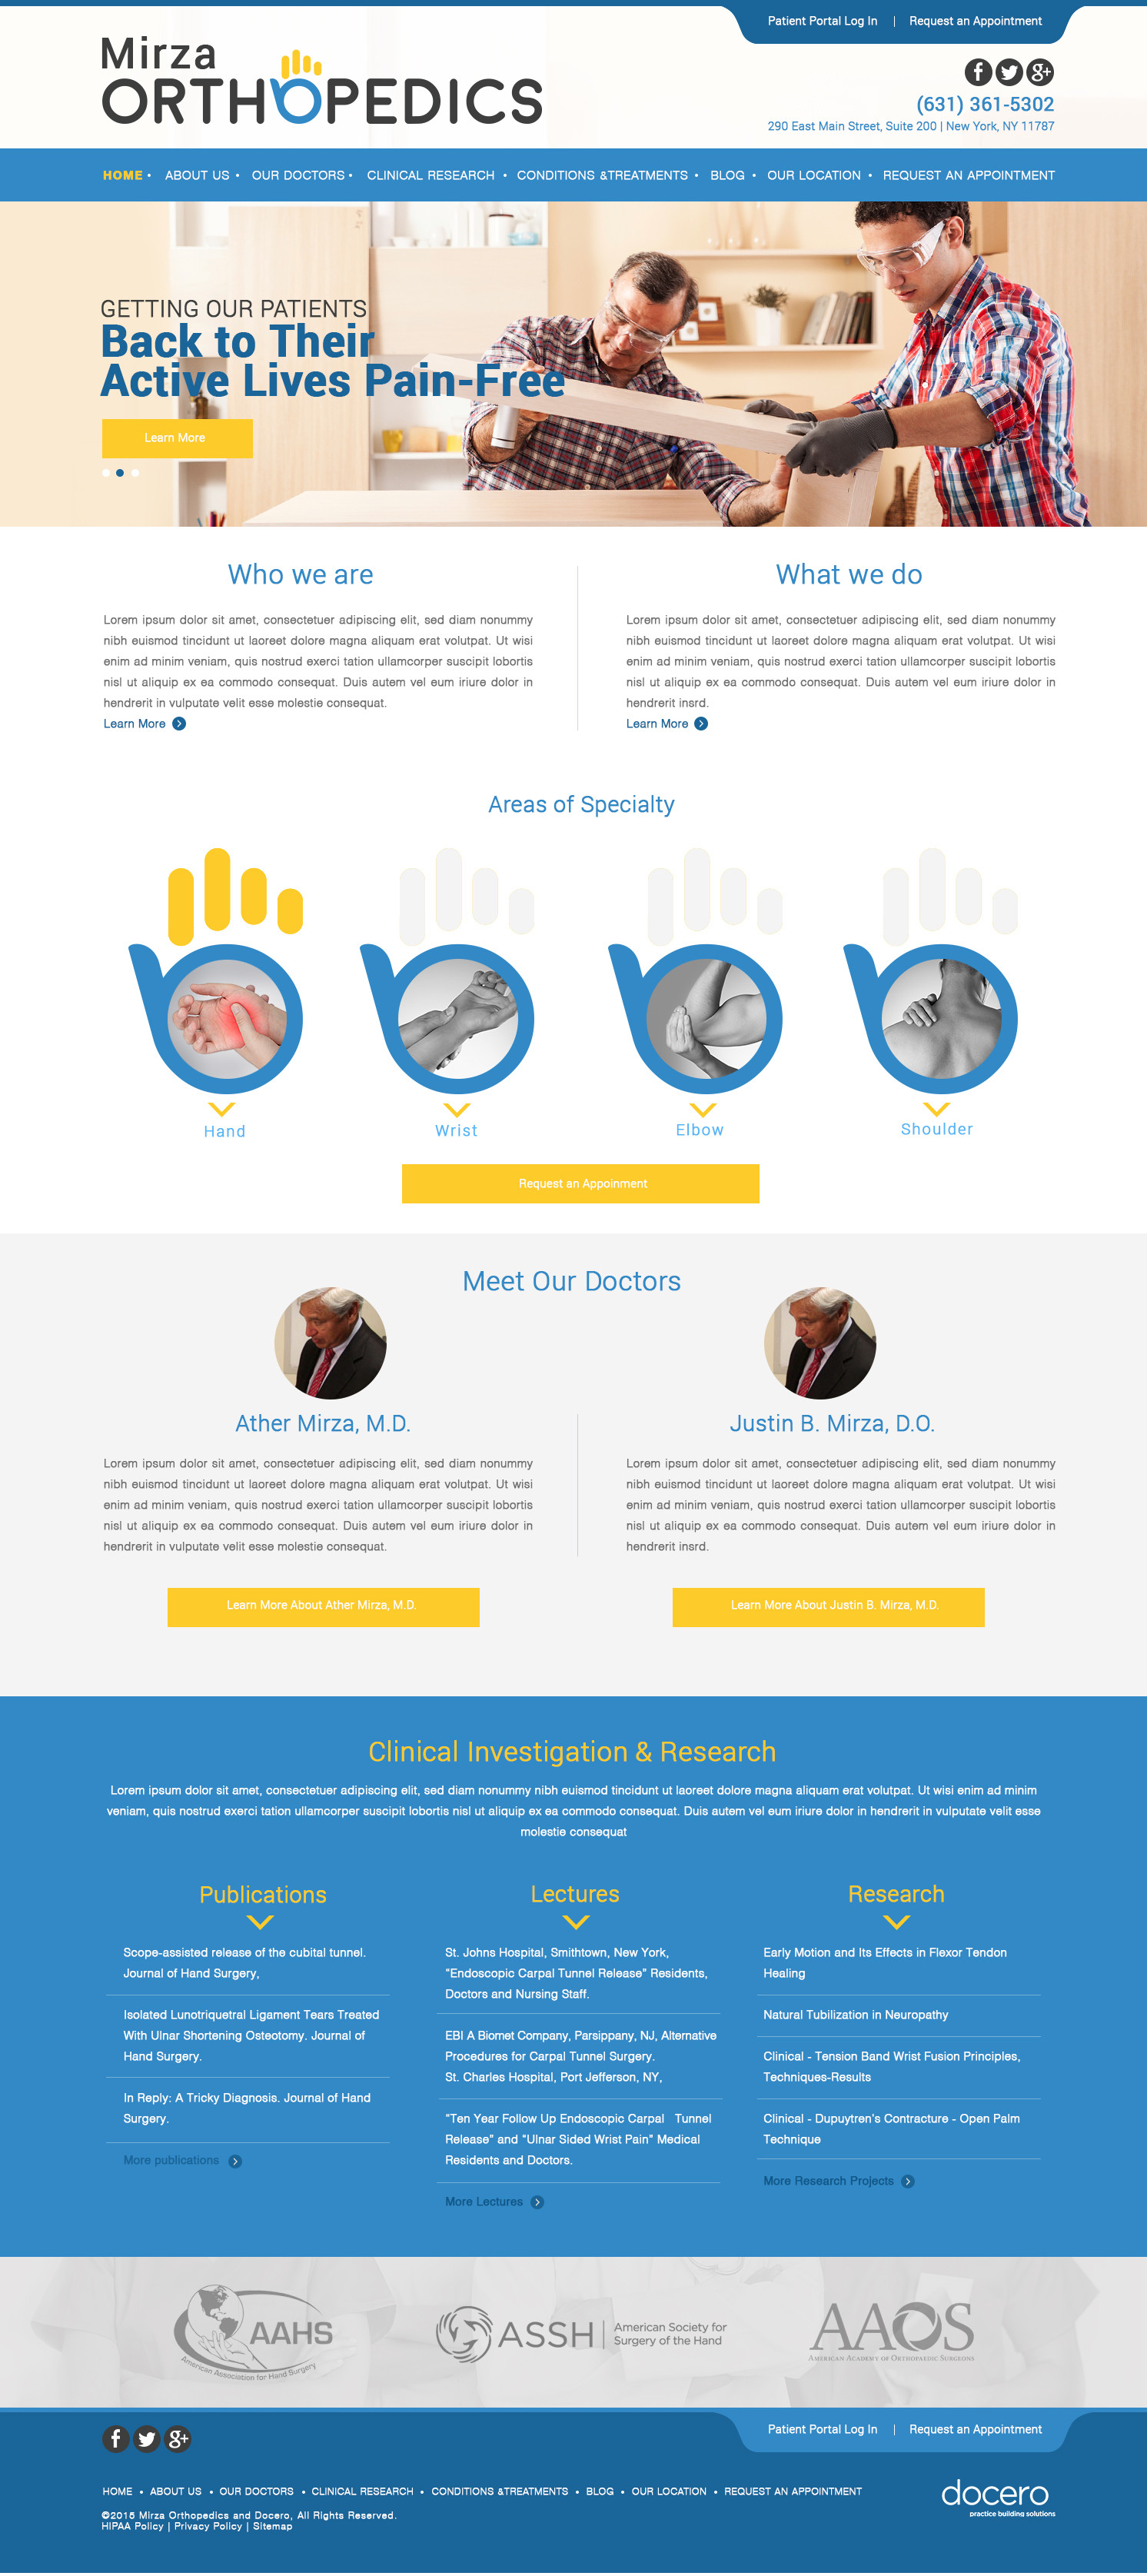 Patient Portal Log In | Request an Appointment
Mirza
ORTHOPEDICS
(631) 361-5302
290 East Main Street, Suite 200 | New York, NY 11787
HOME • ABOUT US • OUR DOCTORS • CLINICAL RESEARCH • CONDITIONS &TREATMENTS • BLOG • OUR LOCATION • REQUEST AN APPOINTMENT
GETTING OUR PATIENTS
Back to Their
Active Lives Pain-Free
Learn More
Who we are
Lorem ipsum dolor sit amet, consectetuer adipiscing elit, sed diam nonummy
nibh euismod tincidunt ut laoreet dolore magna aliquam erat volutpat. Ut wisi
enim ad minim veniam, quis nostrud exerci tation ullamcorper suscipit lobortis
nisl ut aliquip ex ea commodo consequat. Duis autem vel eum iriure dolor in
hendrerit in vulputate velit esse molestie consequat.
Learn More
What we do
Lorem ipsum dolor sit amet, consectetuer adipiscing elit, sed diam nonummy
nibh euismod tincidunt ut laoreet dolore magna aliquam erat volutpat. Ut wisi
enim ad minim veniam, quis nostrud exerci tation ullamcorper suscipit lobortis
nisl ut aliquip ex ea commodo consequat. Duis autem vel eum iriure dolor in
hendrerit insrd.
Learn More
Areas of Specialty
Hand
Wrist
Elbow
Shoulder
Request an Appoinment
Meet Our Doctors
Ather Mirza, M.D.
Lorem ipsum dolor sit amet, consectetuer adipiscing elit, sed diam nonummy
nibh euismod tincidunt ut laoreet dolore magna aliquam erat volutpat. Ut wisi
enim ad minim veniam, quis nostrud exerci tation ullamcorper suscipit lobortis
nisl ut aliquip ex ea commodo consequat. Duis autem vel eum iriure dolor in
hendrerit in vulputate velit esse molestie consequat.
Learn More About Ather Mirza, M.D.
Justin B. Mirza, D.O.
Lorem ipsum dolor sit amet, consectetuer adipiscing elit, sed diam nonummy
nibh euismod tincidunt ut laoreet dolore magna aliquam erat volutpat. Ut wisi
enim ad minim veniam, quis nostrud exerci tation ullamcorper suscipit lobortis
nisl ut aliquip ex ea commodo consequat. Duis autem vel eum iriure dolor in
hendrerit insrd.
Learn More About Justin B. Mirza, M.D.
Clinical Investigation & Research
Lorem ipsum dolor sit amet, consectetuer adipiscing elit, sed diam nonummy nibh euismod tincidunt ut laoreet dolore magna aliquam erat volutpat. Ut wisi enim ad minim
veniam, quis nostrud exerci tation ullamcorper suscipit lobortis nisl ut aliquip ex ea commodo consequat. Duis autem vel eum iriure dolor in hendrerit in vulputate velit esse
molestie consequat
Publications
Scope-assisted release of the cubital tunnel.
Journal of Hand Surgery,
Isolated Lunotriquetral Ligament Tears Treated
With Ulnar Shortening Osteotomy. Journal of
Hand Surgery.
In Reply: A Tricky Diagnosis. Journal of Hand
Surgery.
More publications
Lectures
St. Johns Hospital, Smithtown, New York,
"Endoscopic Carpal Tunnel Release" Residents,
Doctors and Nursing Staff.
EBI A Biomet Company, Parsippany, NJ, Alternative
Procedures for Carpal Tunnel Surgery.
St. Charles Hospital, Port Jefferson, NY,
"Ten Year Follow Up Endoscopic Carpal Tunnel
Release" and "Ulnar Sided Wrist Pain" Medical
Residents and Doctors.
More Lectures
Research
Early Motion and Its Effects in Flexor Tendon
Healing
Natural Tubilization in Neuropathy
Clinical - Tension Band Wrist Fusion Principles,
Techniques-Results
Clinical - Dupuytren's Contracture - Open Palm
Technique
More Research Projects
AAHS
American Association for Hand Surgery
ASSH
American Society for
Surgery of the Hand
AAOS
AMERICAN ACADEMY OF ORTHOPAEDIC SURGEONS
Patient Portal Log In | Request an Appointment
HOME • ABOUT US • OUR DOCTORS • CLINICAL RESEARCH • CONDITIONS &TREATMENTS • BLOG • OUR LOCATION • REQUEST AN APPOINTMENT
©2015 Mirza Orthopedics and Docero, All Rights Reserved.
HIPAA Policy | Privacy Policy | Sitemap
docero
practice building solutions